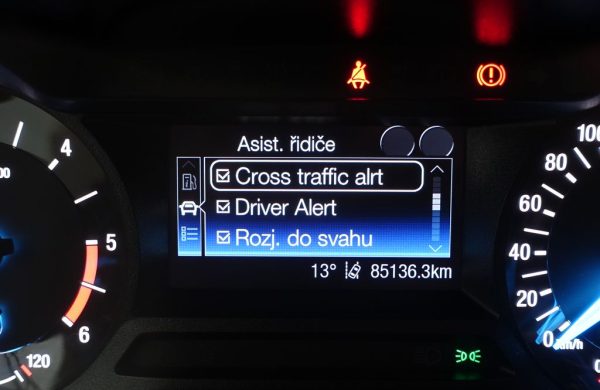 Asist. řidiče
Cross traffic alrt
Driver Alert
Rozj. do svahu
13° 85136.3km
4
5
6
120
100
80
60
40
20
0
km/h